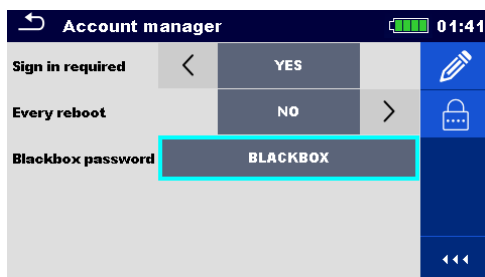 Account manager 01:41
Sign in required YES
Every reboot NO
Blackbox password BLACKBOX